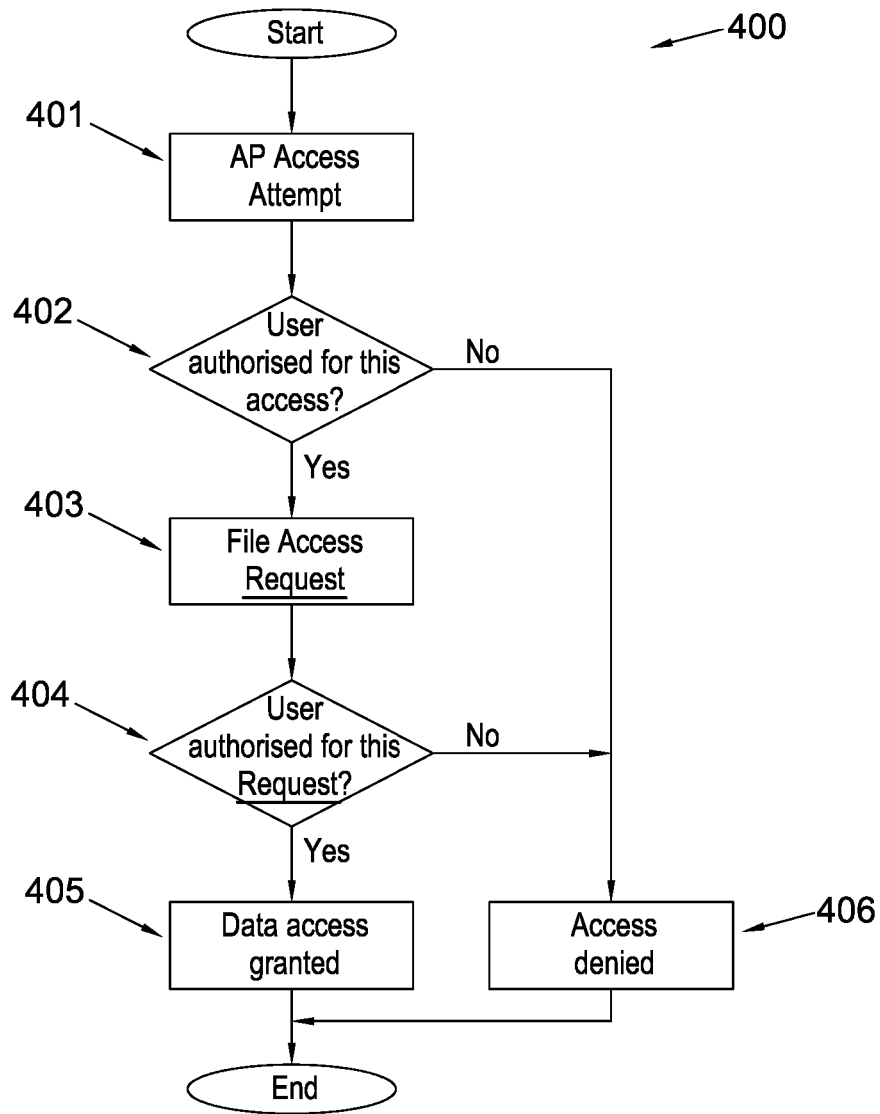 Start
400
401
AP Access
Attempt
402
User
authorised for this
access?
No
Yes
403
File Access
Request
404
User
authorised for this
Request?
No
Yes
405
Data access
granted
Access
denied
406
End